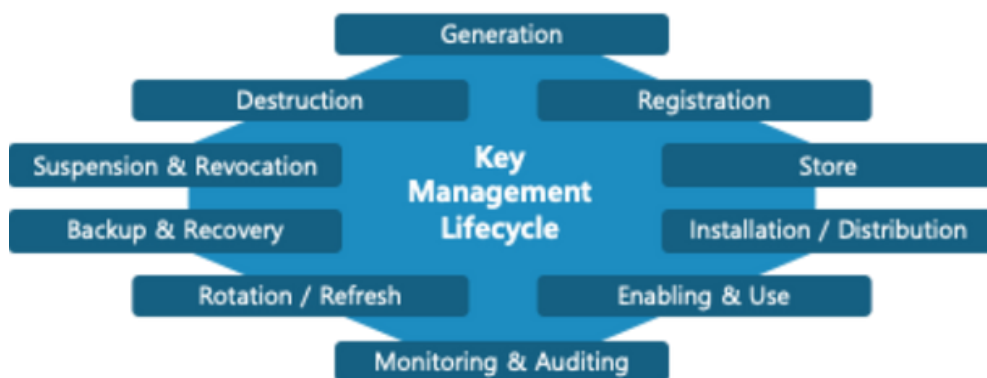 Generation
Destruction
Registration
Suspension & Revocation
Key
Management
Lifecycle
Store
Backup & Recovery
Installation / Distribution
Rotation / Refresh
Enabling & Use
Monitoring & Auditing